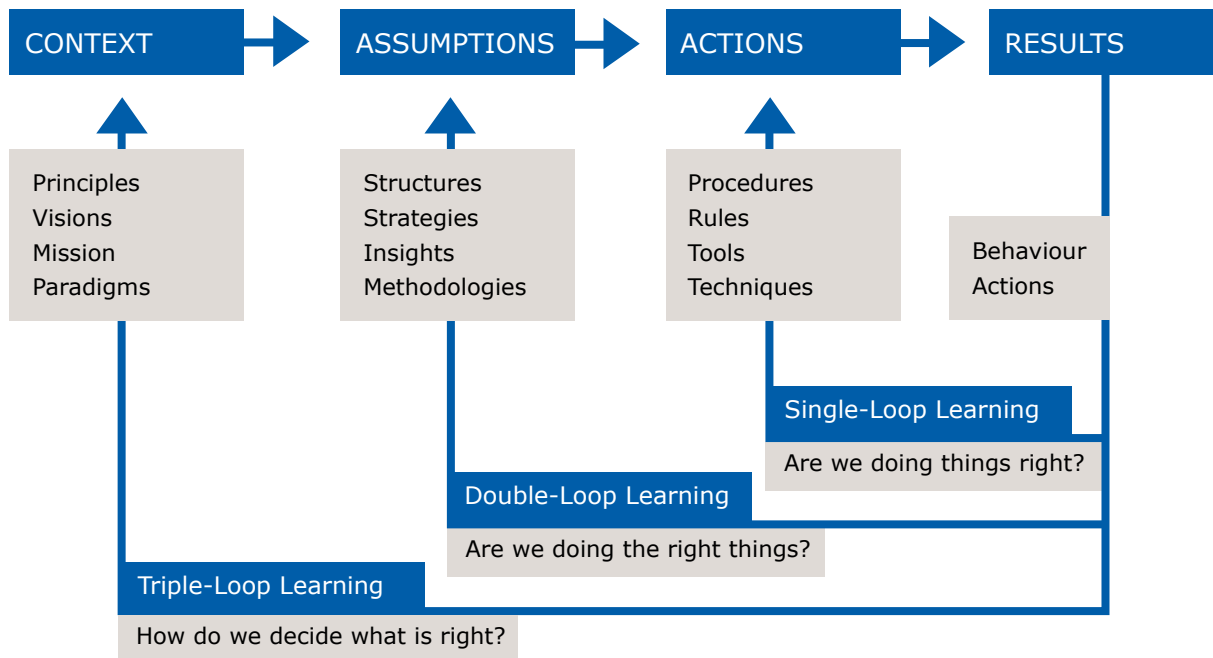 CONTEXT
ASSUMPTIONS
ACTIONS
RESULTS
Principles
Visions
Mission
Paradigms
Structures
Strategies
Insights
Methodologies
Procedures
Rules
Tools
Techniques
Behaviour
Actions
Single-Loop Learning
Are we doing things right?
Double-Loop Learning
Are we doing the right things?
Triple-Loop Learning
How do we decide what is right?